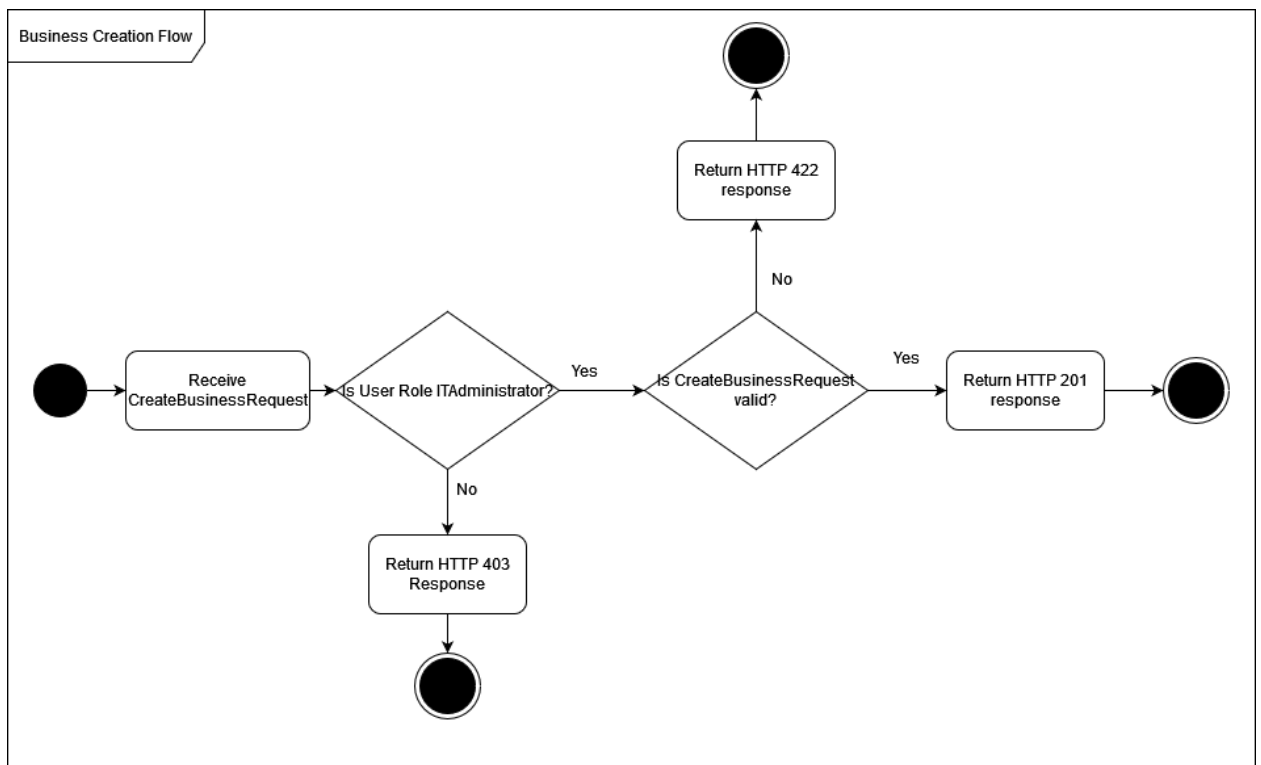 Business Creation Flow
Return HTTP 422
response
No
Receive
CreateBusinessRequest
Is User Role ITAdministrator?
Yes
Is CreateBusinessRequest
valid?
Yes
Return HTTP 201
response
No
Return HTTP 403
Response